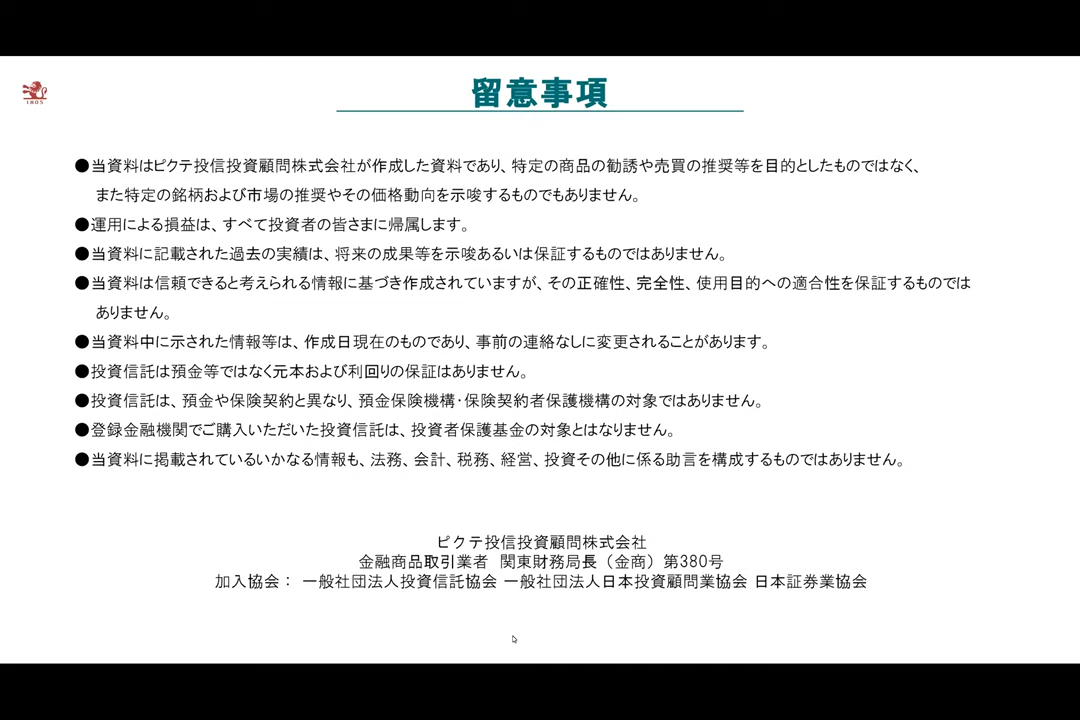 留意事項
1805
●当資料はピクテ投信投資顧問株式会社が作成した資料であり、特定の商品の勧誘や売買の推奨等を目的としたものではなく、
また特定の銘柄および市場の推奨やその価格動向を示唆するものでもありません。
●運用による損益は、すべて投資者の皆さまに帰属します。
●当資料に記載された過去の実績は、将来の成果等を示唆あるいは保証するものではありません。
●当資料は信頼できると考えられる情報に基づき作成されていますが、その正確性、完全性、使用目的への適合性を保証するものでは
ありません。
●当資料中に示された情報等は、作成日現在のものであり、事前の連絡なしに変更されることがあります。
●投資信託は預金等ではなく元本および利回りの保証はありません。
●投資信託は、預金や保険契約と異なり、預金保険機構・保険契約者保護機構の対象ではありません。
●登録金融機関でご購入いただいた投資信託は、投資者保護基金の対象とはなりません。
●当資料に掲載されているいかなる情報も、法務、会計、税務、経営、投資その他に係る助言を構成するものではありません。
ピクテ投信投資顧問株式会社
金融商品取引業者 関東財務局長（金商）第380号
加入協会： 一般社団法人投資信託協会 一般社団法人日本投資顧問業協会 日本証券業協会